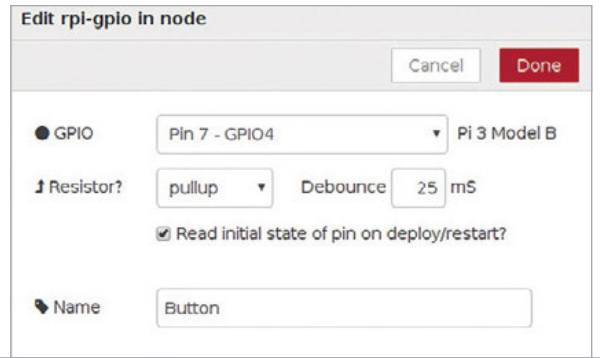 Edit rpi-gpio in node
Cancel Done
GPIO Pin 7 - GPIO4 Pi 3 Model B
Resistor? pullup Debounce 25 mS
Read initial state of pin on deploy/restart?
Name Button